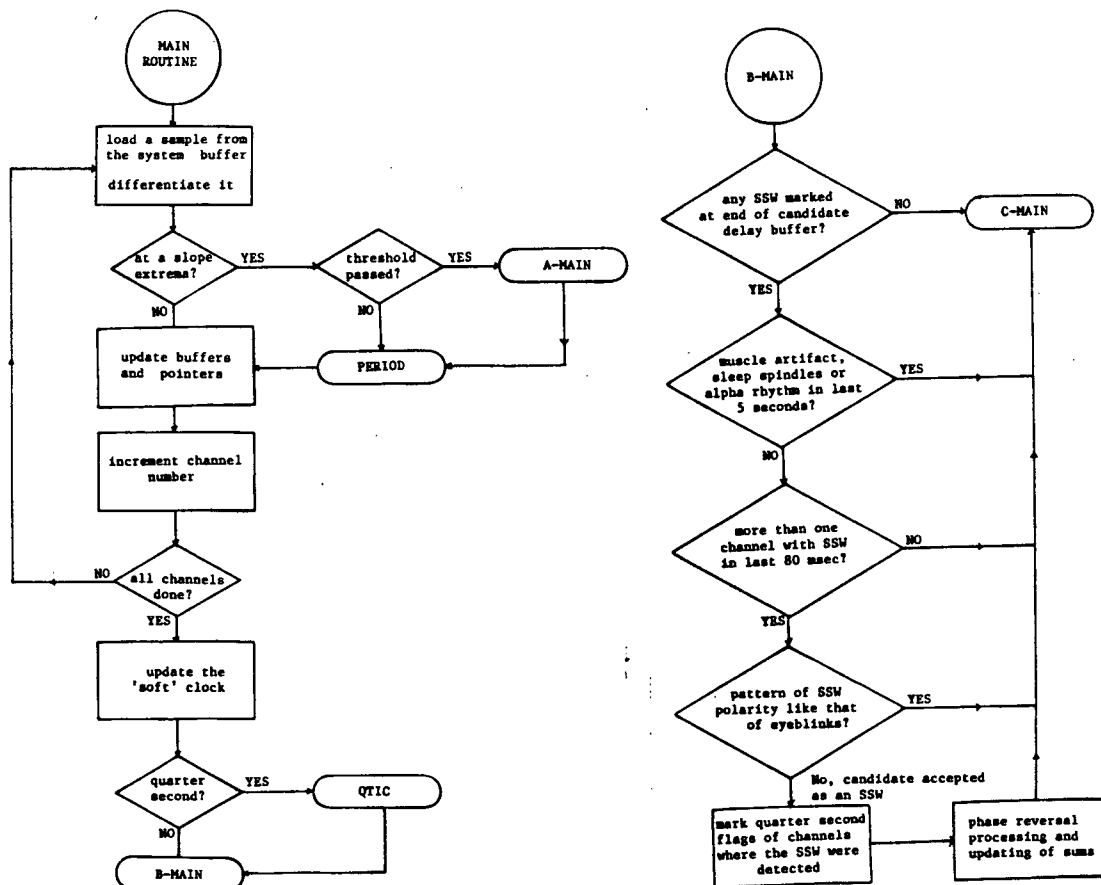 MAIN
ROUTINE
load a sample from
the system buffer
differentiate it
at a slope
extrema?
YES
NO
threshold
passed?
YES
NO
A-MAIN
PERIOD
update buffers
and pointers
increment channel
number
all channels
done?
NO
YES
update the
'soft' clock
quarter
second?
YES
NO
QTIC
B-MAIN
B-MAIN
any SSW marked
at end of candidate
delay buffer?
NO
YES
C-MAIN
muscle artifact,
sleep spindles or
alpha rhythm in last
5 seconds?
YES
NO
more than one
channel with SSW
in last 80 msec?
NO
YES
pattern of SSW
polarity like that
of eyeblinks?
YES
No, candidate accepted
as an SSW
mark quarter second
flags of channels
where the SSW were
detected
phase reversal
processing and
updating of sums